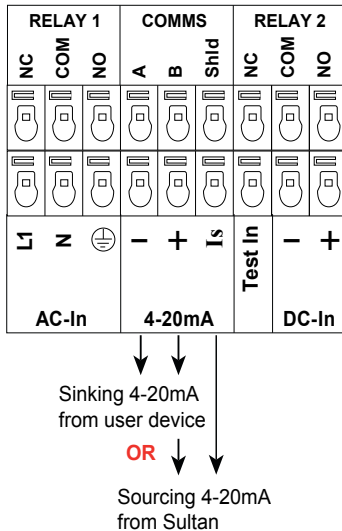 RELAY 1 COMMS RELAY 2
NC COM NO A B Shld NC COM NO
L1 N − + Is Test In − +
AC-In 4-20mA DC-In
Sinking 4-20mA
from user device
OR
Sourcing 4-20mA
from Sultan